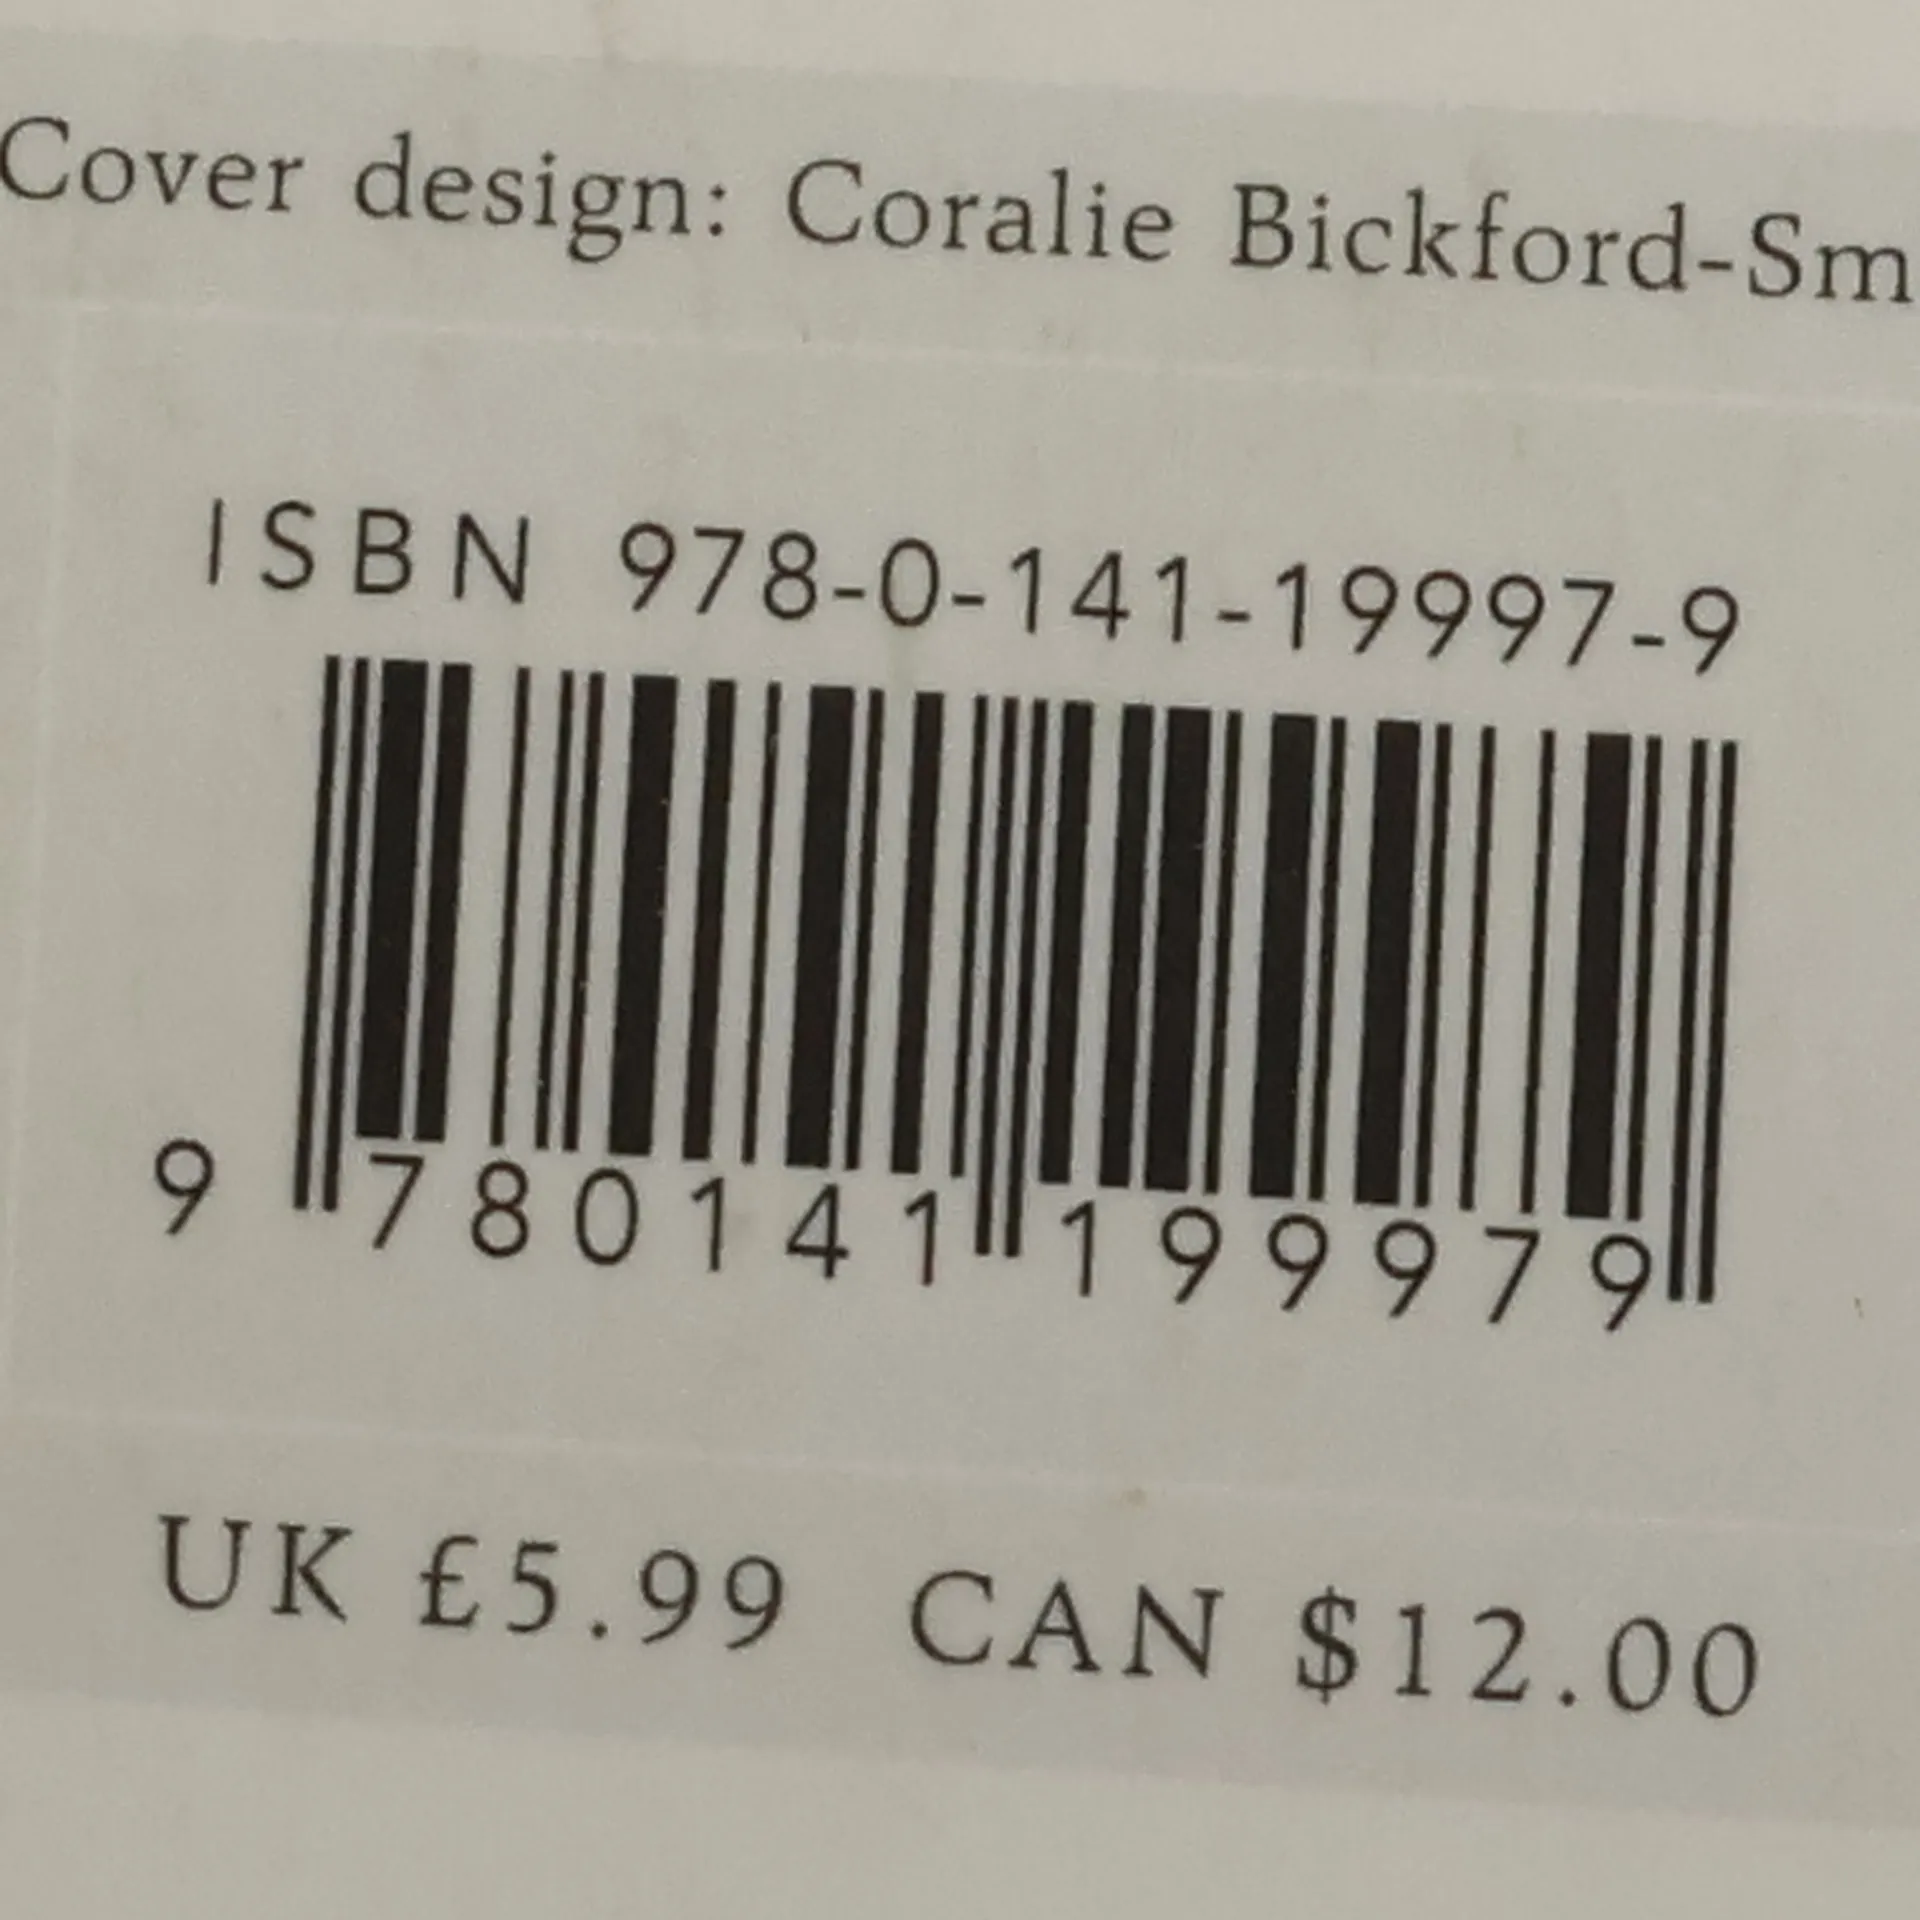 Cover design: Coralie Bickford-Sm
ISBN 978-0-141-19997-9
9 780141 199979
UK £5.99 CAN $12.00